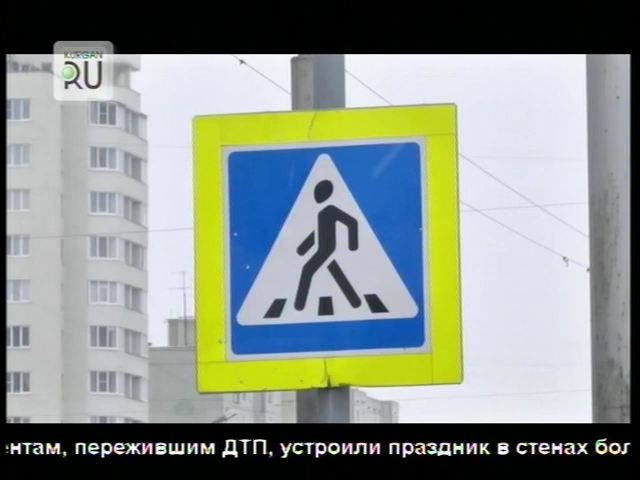 KURGAN
RU
ентам, пережившим ДТП, устроили праздник в стенах бол